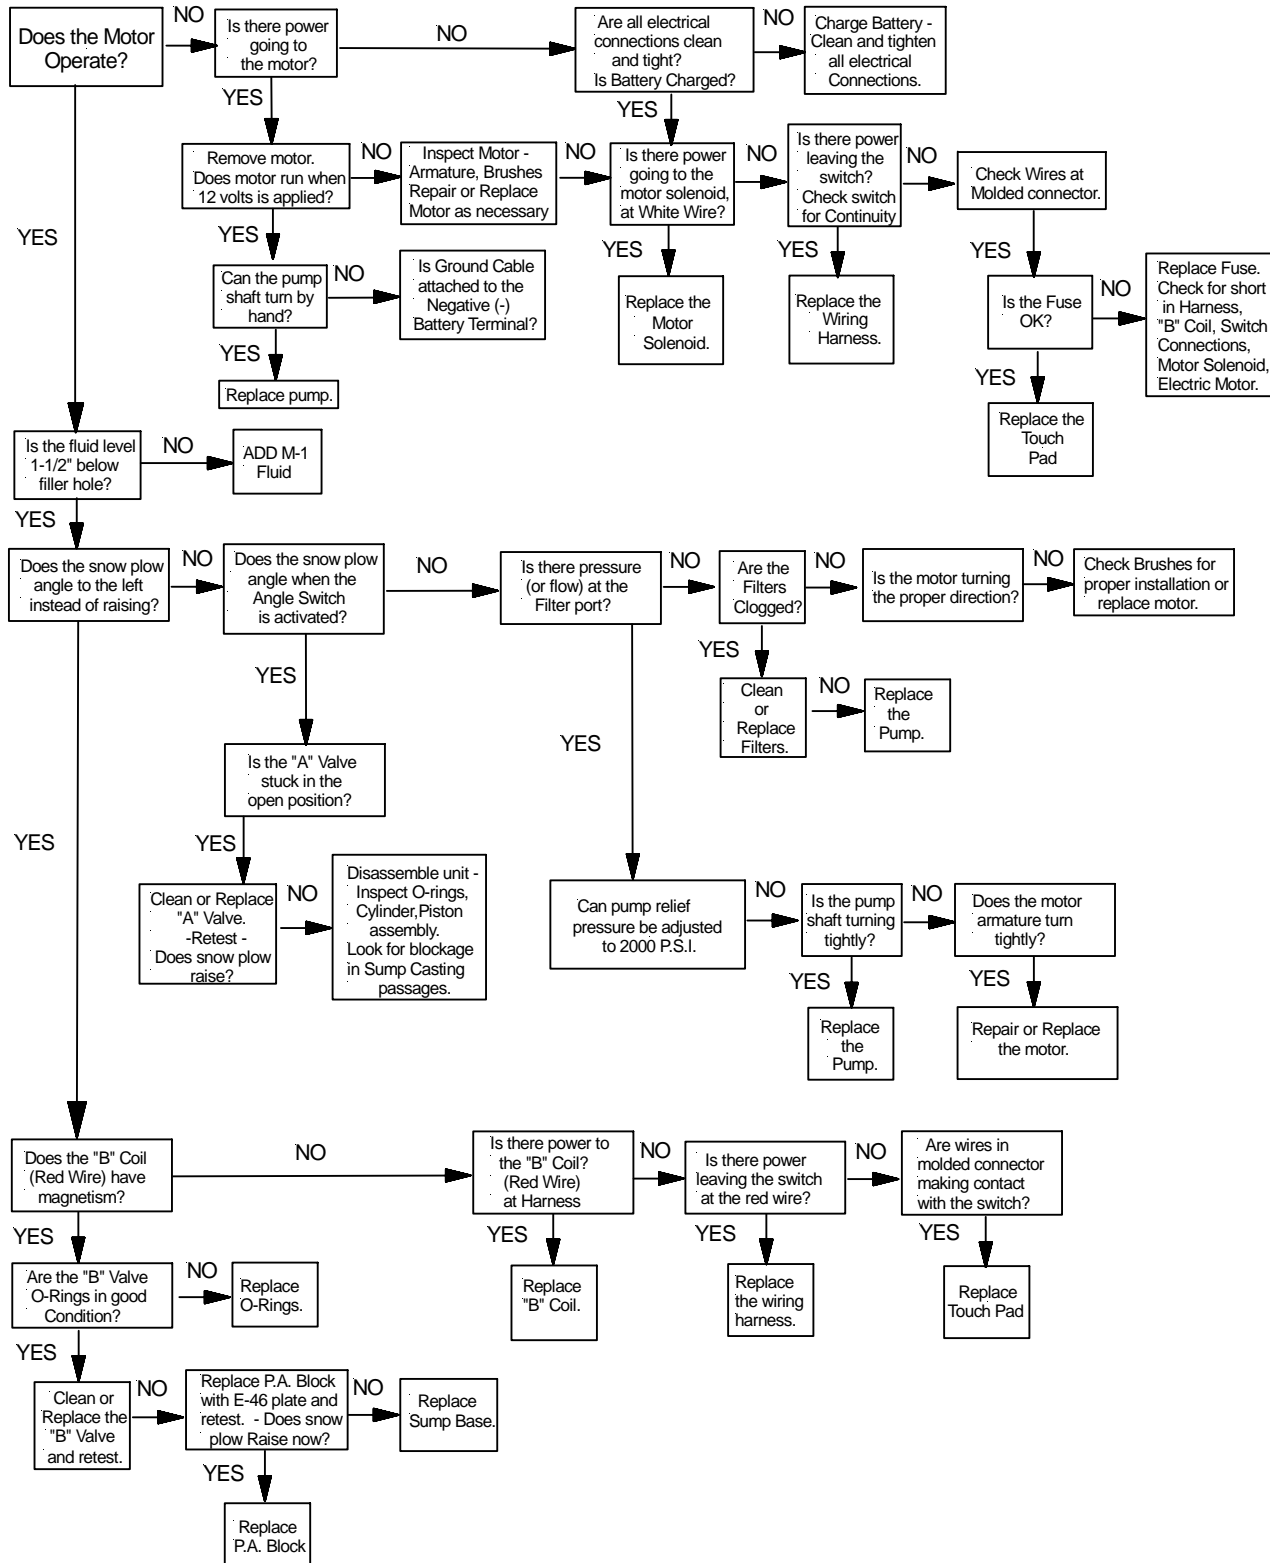 Does the Motor
Operate?
NO
Is there power
going to
the motor?
NO
Are all electrical
connections clean
and tight?
Is Battery Charged?
NO
Charge Battery -
Clean and tighten
all electrical
Connections.
YES
YES
YES
Remove motor.
Does motor run when
12 volts is applied?
NO
Inspect Motor -
Armature, Brushes
Repair or Replace
Motor as necessary
NO
Is there power
going to the
motor solenoid,
at White Wire?
NO
Is there power
leaving the
switch?
Check switch
for Continuity
NO
Check Wires at
Molded connector.
YES
YES
YES
YES
Can the pump
shaft turn by
hand?
NO
Is Ground Cable
attached to the
Negative (-)
Battery Terminal?
Replace the
Motor
Solenoid.
Replace the
Wiring
Harness.
Is the Fuse
OK?
NO
Replace Fuse.
Check for short
in Harness,
"B" Coil, Switch
Connections,
Motor Solenoid,
Electric Motor.
YES
Replace pump.
YES
Replace the
Touch
Pad
Is the fluid level
1-1/2" below
filler hole?
NO
ADD M-1
Fluid
YES
Does the snow plow
angle to the left
instead of raising?
NO
Does the snow plow
angle when the
Angle Switch
is activated?
NO
Is there pressure
(or flow) at the
Filter port?
NO
Are the
Filters
Clogged?
NO
Is the motor turning
the proper direction?
NO
Check Brushes for
proper installation or
replace motor.
YES
YES
YES
YES
Clean
or
Replace
Filters.
NO
Replace
the
Pump.
Is the "A" Valve
stuck in the
open position?
YES
Clean or Replace
"A" Valve.
-Retest -
Does snow plow
raise?
NO
Disassemble unit -
Inspect O-rings,
Cylinder,Piston
assembly.
Look for blockage
in Sump Casting
passages.
Can pump relief
pressure be adjusted
to 2000 P.S.I.
NO
Is the pump
shaft turning
tightly?
NO
Does the motor
armature turn
tightly?
YES
YES
Replace
the
Pump.
Repair or Replace
the motor.
Does the "B" Coil
(Red Wire) have
magnetism?
NO
Is there power to
the "B" Coil?
(Red Wire)
at Harness
NO
Is there power
leaving the switch
at the red wire?
NO
Are wires in
molded connector
making contact
with the switch?
YES
YES
YES
YES
Are the "B" Valve
O-Rings in good
Condition?
NO
Replace
O-Rings.
Replace
"B" Coil.
Replace
the wiring
harness.
Replace
Touch Pad
YES
Clean or
Replace the
"B" Valve
and retest.
NO
Replace P.A. Block
with E-46 plate and
retest. - Does snow
plow Raise now?
NO
Replace
Sump Base.
YES
Replace
P.A. Block